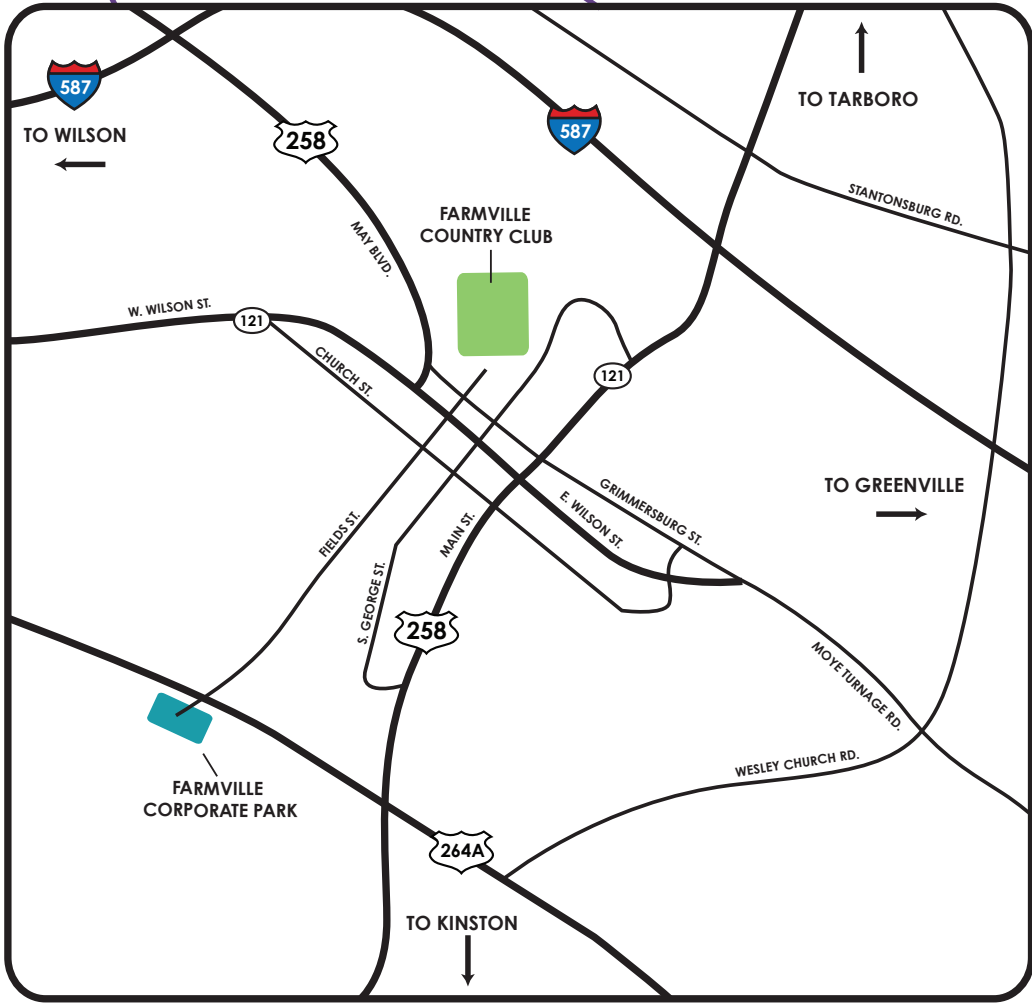 587
TO WILSON
258
587
TO TARBORO
STANTONSBURG RD.
FARMVILLE
COUNTRY CLUB
MAY BLVD.
W. WILSON ST.
121
CHURCH ST.
121
TO GREENVILLE
GRIMMERSBURG ST.
E. WILSON ST.
FIELDS ST.
MAIN ST.
S. GEORGE ST.
258
MOYE TURNAGE RD.
WESLEY CHURCH RD.
FARMVILLE
CORPORATE PARK
264A
TO KINSTON